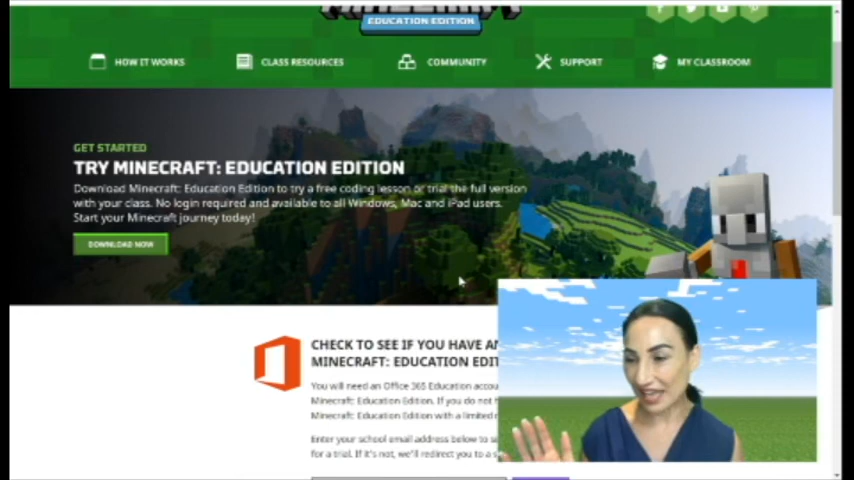 EDUCATION EDITION
HOW IT WORKS
CLASS RESOURCES
COMMUNITY
SUPPORT
MY CLASSROOM
GET STARTED
TRY MINECRAFT: EDUCATION EDITION
Download Minecraft: Education Edition to try a free coding lesson or trial the full version
with your class. No login required and available to all Windows, Mac and iPad users.
Start your Minecraft journey today!
DOWNLOAD NOW
CHECK TO SEE IF YOU HAVE AN
MINECRAFT: EDUCATION EDIT
You will need an Office 365 Education accou
Minecraft: Education Edition. If you do not
Minecraft: Education Edition with a limited
Enter your school email address below to se
for a trial. If it's not, we'll redirect you to a